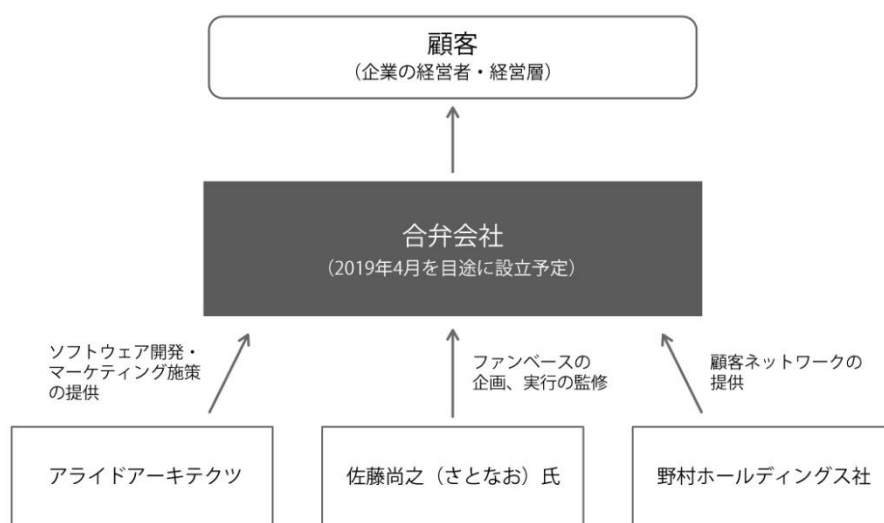 顧客
（企業の経営者・経営層）
合弁会社
（2019年4月を目途に設立予定）
ソフトウェア開発・
マーケティング施策
の提供
ファンベースの
企画、実行の監修
顧客ネットワークの
提供
アライドアーキテクツ
佐藤尚之（さとなお）氏
野村ホールディングス社